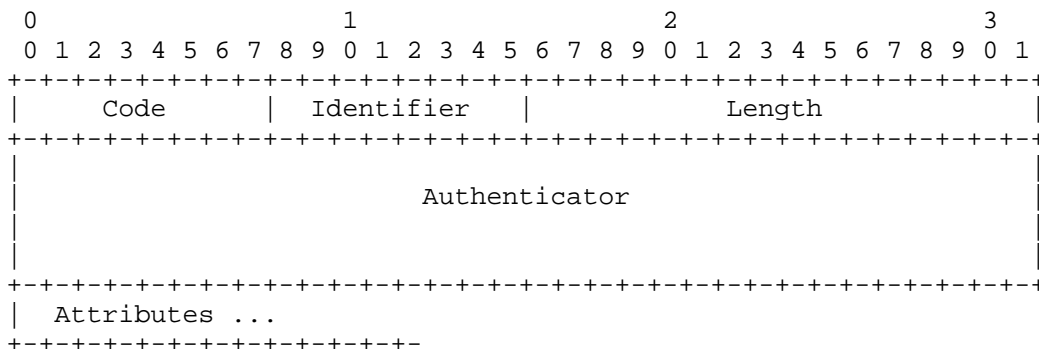 0                   1                   2                   3
 0 1 2 3 4 5 6 7 8 9 0 1 2 3 4 5 6 7 8 9 0 1 2 3 4 5 6 7 8 9 0 1
+-+-+-+-+-+-+-+-+-+-+-+-+-+-+-+-+-+-+-+-+-+-+-+-+-+-+-+-+-+-+-+-+
|     Code      |  Identifier   |            Length             |
+-+-+-+-+-+-+-+-+-+-+-+-+-+-+-+-+-+-+-+-+-+-+-+-+-+-+-+-+-+-+-+-+
|                                                               |
|                         Authenticator                         |
|                                                               |
|                                                               |
+-+-+-+-+-+-+-+-+-+-+-+-+-+-+-+-+-+-+-+-+-+-+-+-+-+-+-+-+-+-+-+-+
|  Attributes ...
+-+-+-+-+-+-+-+-+-+-+-+-+-